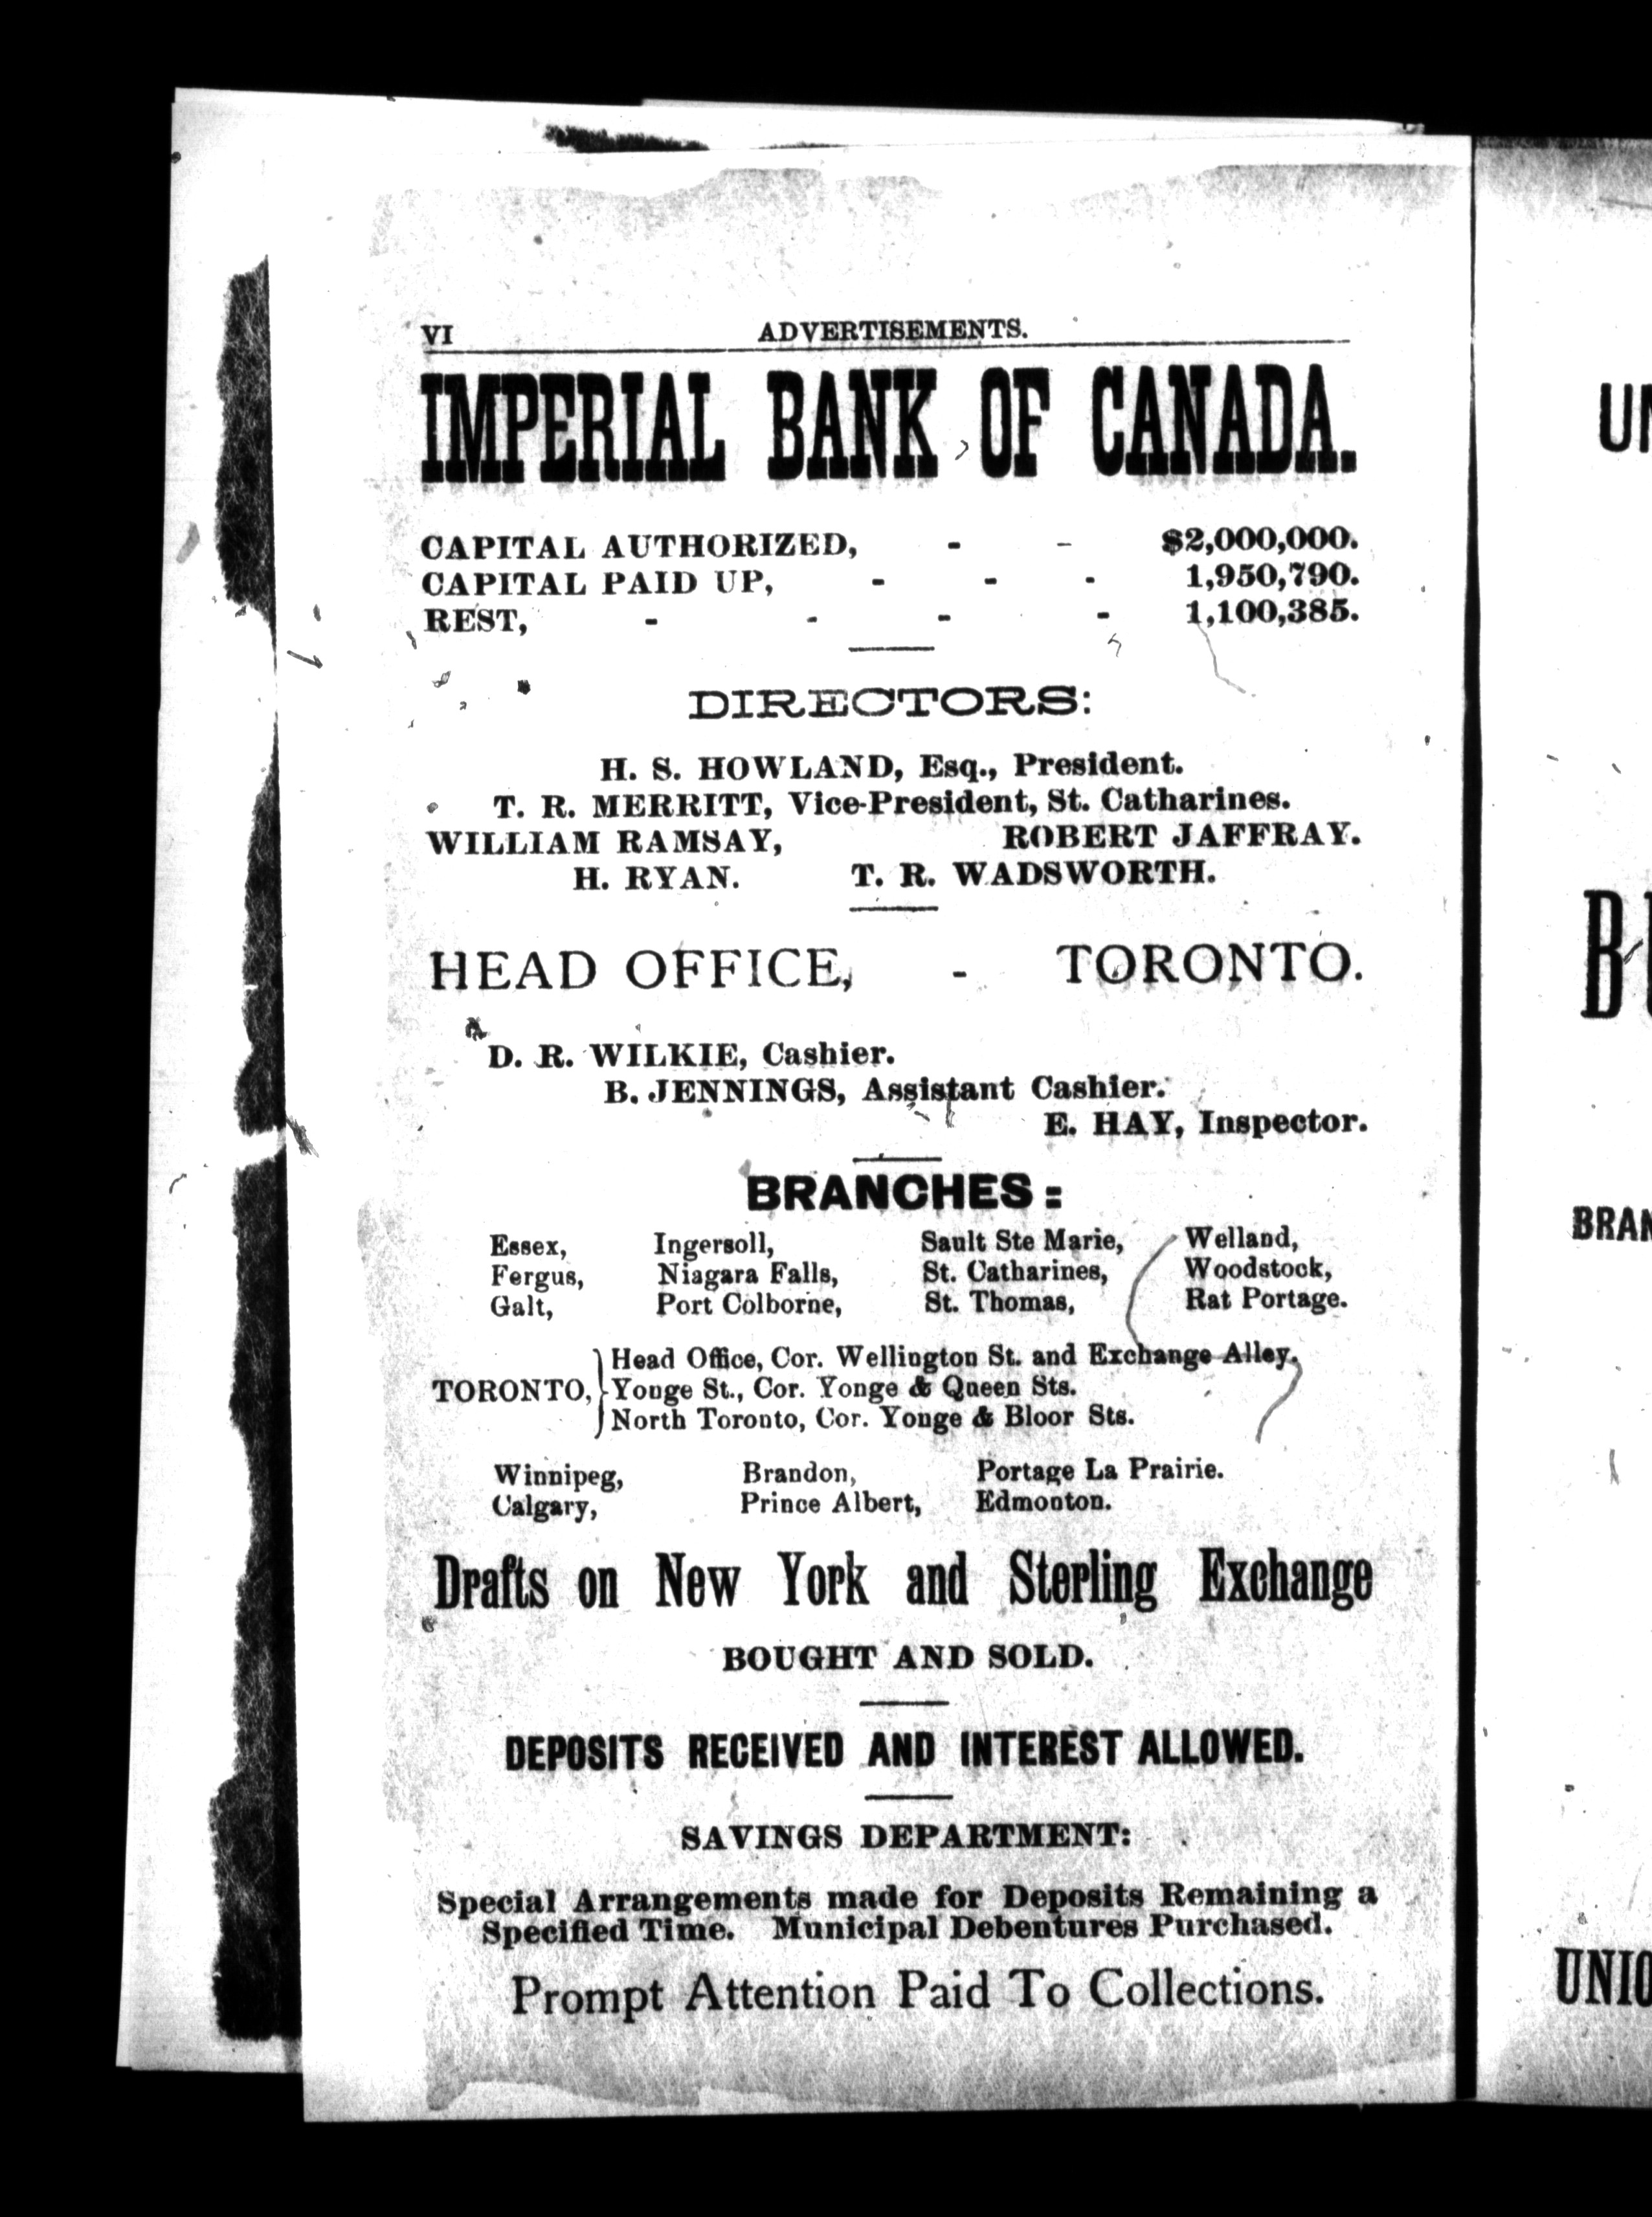 VI ADVERTISEMENTS.
IMPERIAL BANK OF CANADA.
CAPITAL AUTHORIZED, - - $2,000,000.
CAPITAL PAID UP, - - - 1,950,790.
REST, - - - - 1,100,385.
DIRECTORS:
H. S. HOWLAND, Esq., President.
T. R. MERRITT, Vice-President, St. Catharines.
WILLIAM RAMSAY, ROBERT JAFFRAY.
H. RYAN. T. R. WADSWORTH.
HEAD OFFICE, - TORONTO.
D. R. WILKIE, Cashier.
B. JENNINGS, Assistant Cashier.
E. HAY, Inspector.
BRANCHES:
Essex, Ingersoll, Sault Ste Marie, Welland,
Fergus, Niagara Falls, St. Catharines, Woodstock,
Galt, Port Colborne, St. Thomas, Rat Portage.
Head Office, Cor. Wellington St. and Exchange Alley.
TORONTO, Yonge St., Cor. Yonge & Queen Sts.
North Toronto, Cor. Yonge & Bloor Sts.
Winnipeg, Brandon, Portage La Prairie.
Calgary, Prince Albert, Edmonton.
Drafts on New York and Sterling Exchange
BOUGHT AND SOLD.
DEPOSITS RECEIVED AND INTEREST ALLOWED.
SAVINGS DEPARTMENT:
Special Arrangements made for Deposits Remaining a
Specified Time. Municipal Debentures Purchased.
Prompt Attention Paid To Collections.